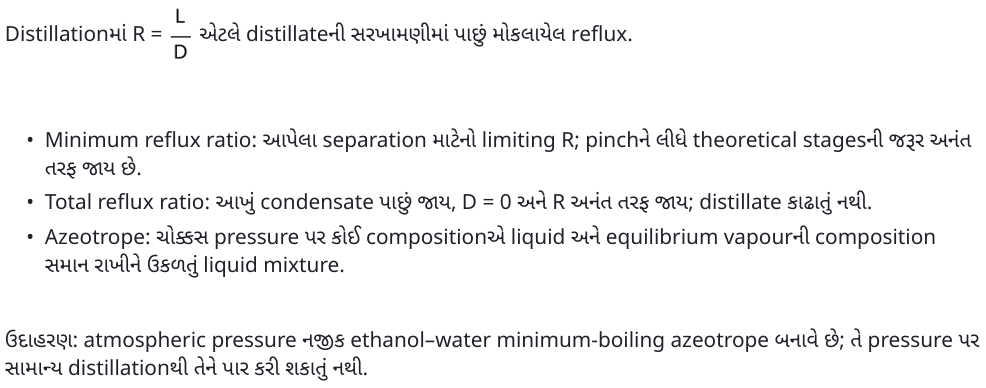 Distillationમાં R = L/D એટલે distillateની સરખામણીમાં પાછું મોકલાયેલ reflux.
• Minimum reflux ratio: આપેલા separation માટેનો limiting R; pinchને લીધે theoretical stagesની જરૂર અનંત
તરફ જાય છે.
• Total reflux ratio: આખું condensate પાછું જાય, D = 0 અને R અનંત તરફ જાય; distillate કાઢાતું નથી.
• Azeotrope: ચોક્કસ pressure પર કોઈ compositionએ liquid અને equilibrium vapourની composition
સમાન રાખીને ઉકળતું liquid mixture.
ઉદાહરણ: atmospheric pressure નજીક ethanol–water minimum-boiling azeotrope બનાવે છે; તે pressure પર
સામાન્ય distillationથી તેને પાર કરી શકાતું નથી.